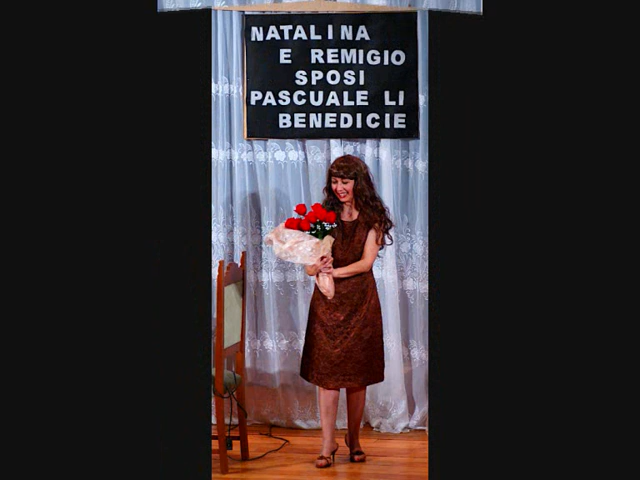 NATALINA
E REMIGIO
SPOSI
PASCUALE LI
BENEDICIE